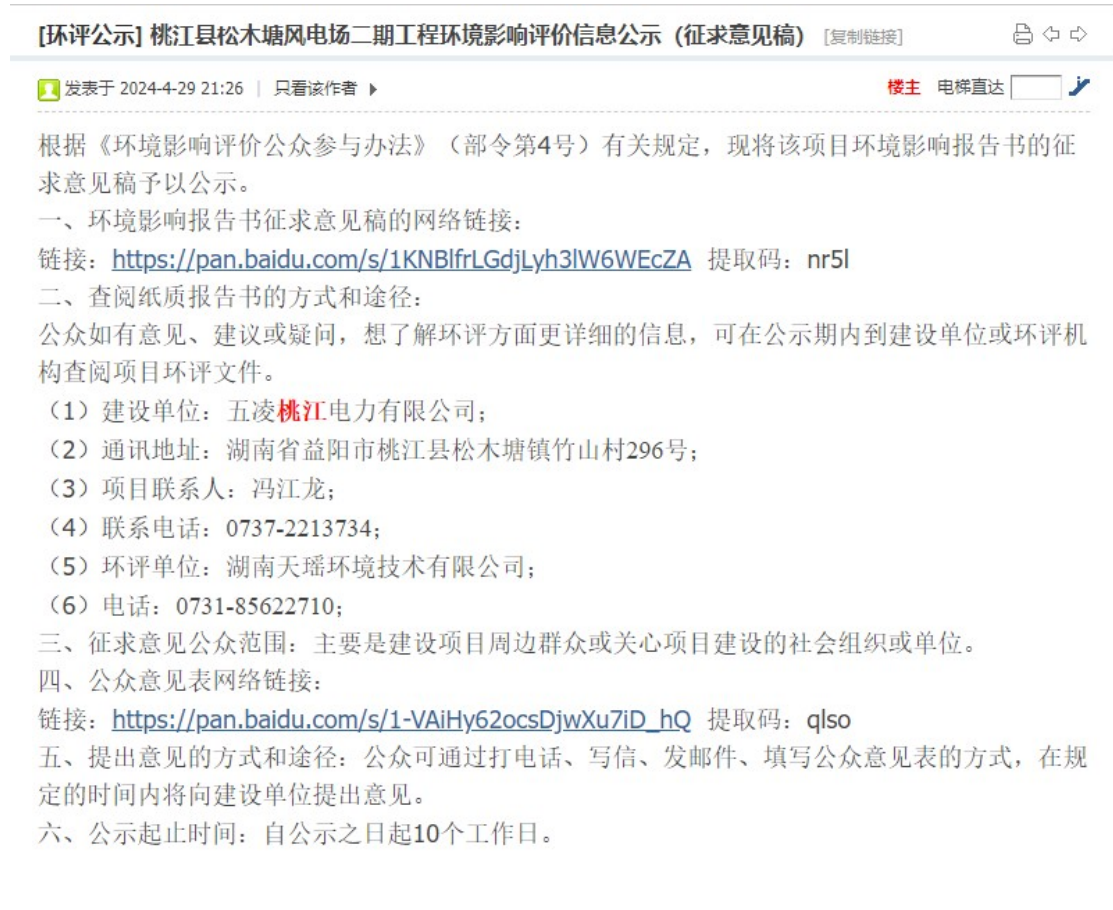 [环评公示] 桃江县松木塘风电场二期工程环境影响评价信息公示（征求意见稿） [复制链接]
发表于 2024-4-29 21:26 | 只看该作者
楼主 电梯直达
根据《环境影响评价公众参与办法》（部令第4号）有关规定，现将该项目环境影响报告书的征
求意见稿予以公示。
一、环境影响报告书征求意见稿的网络链接：
链接：https://pan.baidu.com/s/1KNBlfrLGdjLyh3lW6WEcZA 提取码：nr5l
二、查阅纸质报告书的方式和途径：
公众如有意见、建议或疑问，想了解环评方面更详细的信息，可在公示期内到建设单位或环评机
构查阅项目环评文件。
（1）建设单位：五凌桃江电力有限公司；
（2）通讯地址：湖南省益阳市桃江县松木塘镇竹山村296号；
（3）项目联系人：冯江龙；
（4）联系电话：0737-2213734；
（5）环评单位：湖南天瑶环境技术有限公司；
（6）电话：0731-85622710；
三、征求意见公众范围：主要是建设项目周边群众或关心项目建设的社会组织或单位。
四、公众意见表网络链接：
链接：https://pan.baidu.com/s/1-VAiHy62ocsDjwXu7iD_hQ 提取码：qlso
五、提出意见的方式和途径：公众可通过打电话、写信、发邮件、填写公众意见表的方式，在规
定的时间内将向建设单位提出意见。
六、公示起止时间：自公示之日起10个工作日。